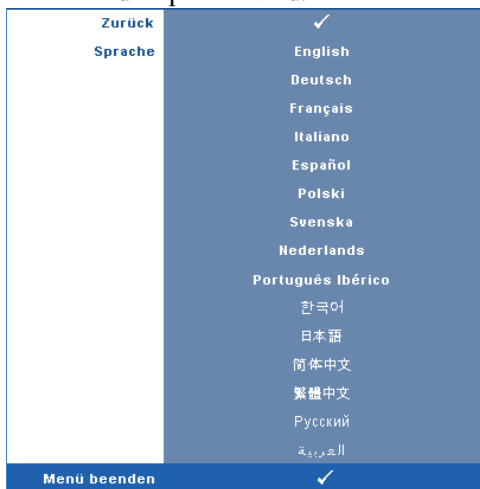 Zurück ✓
Sprache English
Deutsch
Français
Italiano
Español
Polski
Svenska
Nederlands
Português Ibérico
한국어
日本語
简体中文
繁體中文
Русский
العربية
Menü beenden ✓